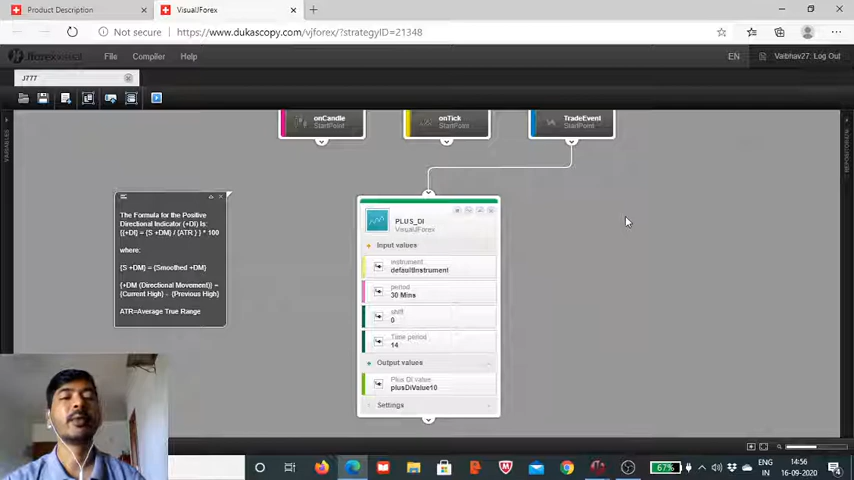 Product Description
VisualJForex
Not secure
https://www.dukascopy.com/vjforex/?strategyID=21348
File
Compiler
Help
EN
Vaibhav27: Log Out
J777
onCandle
StartPoint
onTick
StartPoint
TradeEvent
StartPoint
VARIABLES
REPOSITORIES
The Formula for the Positive
Directional Indicator (+DI) Is:
{(+DI) = {S +DM) / {ATR } } * 100
where:
{S +DM} = {Smoothed +DM}
{+DM (Directional Movement)} =
{Current High} - {Previous High}
ATR=Average True Range
PLUS_DI
VisualJForex
Input values
instrument
defaultInstrument
period
30 Mins
shift
0
Time period
14
Output values
Plus DI value
plusDiValue10
Settings
67%
ENG
IN
14:56
16-09-2020
4